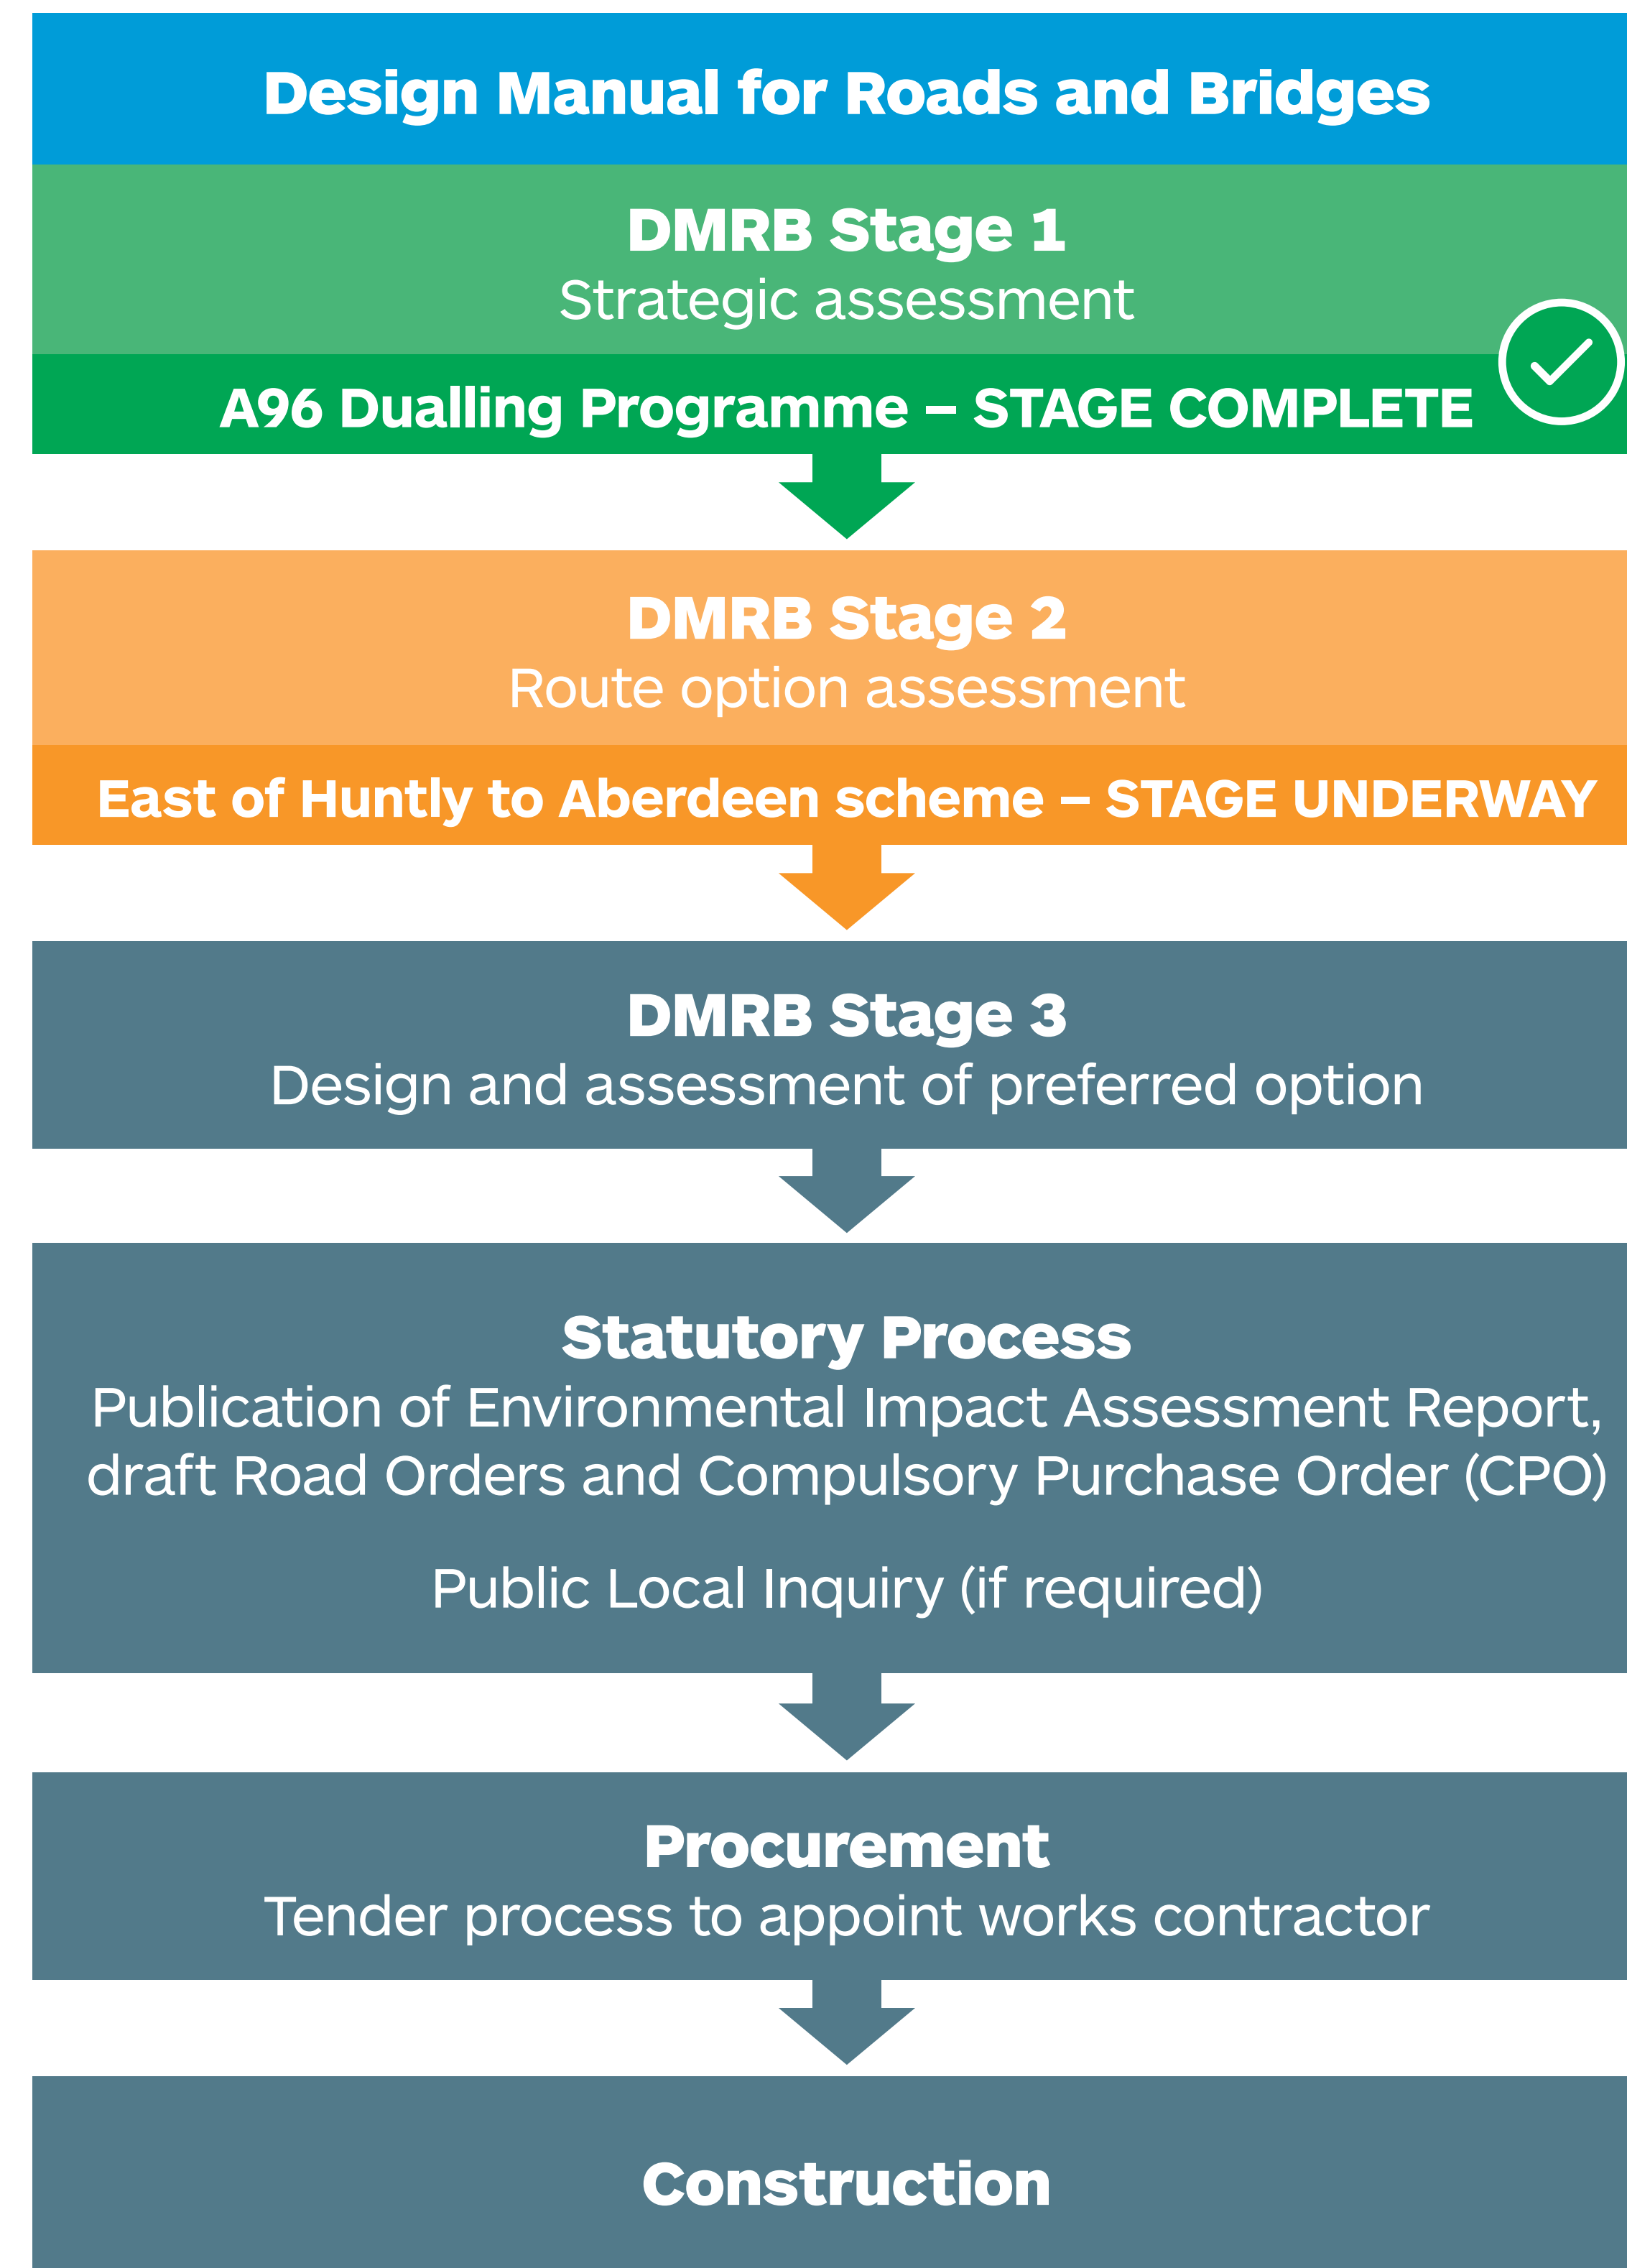 Design Manual for Roads and Bridges
DMRB Stage 1
Strategic assessment
A96 Dualling Programme – STAGE COMPLETE
DMRB Stage 2
Route option assessment
East of Huntly to Aberdeen scheme – STAGE UNDERWAY
DMRB Stage 3
Design and assessment of preferred option
Statutory Process
Publication of Environmental Impact Assessment Report,
draft Road Orders and Compulsory Purchase Order (CPO)
Public Local Inquiry (if required)
Procurement
Tender process to appoint works contractor
Construction